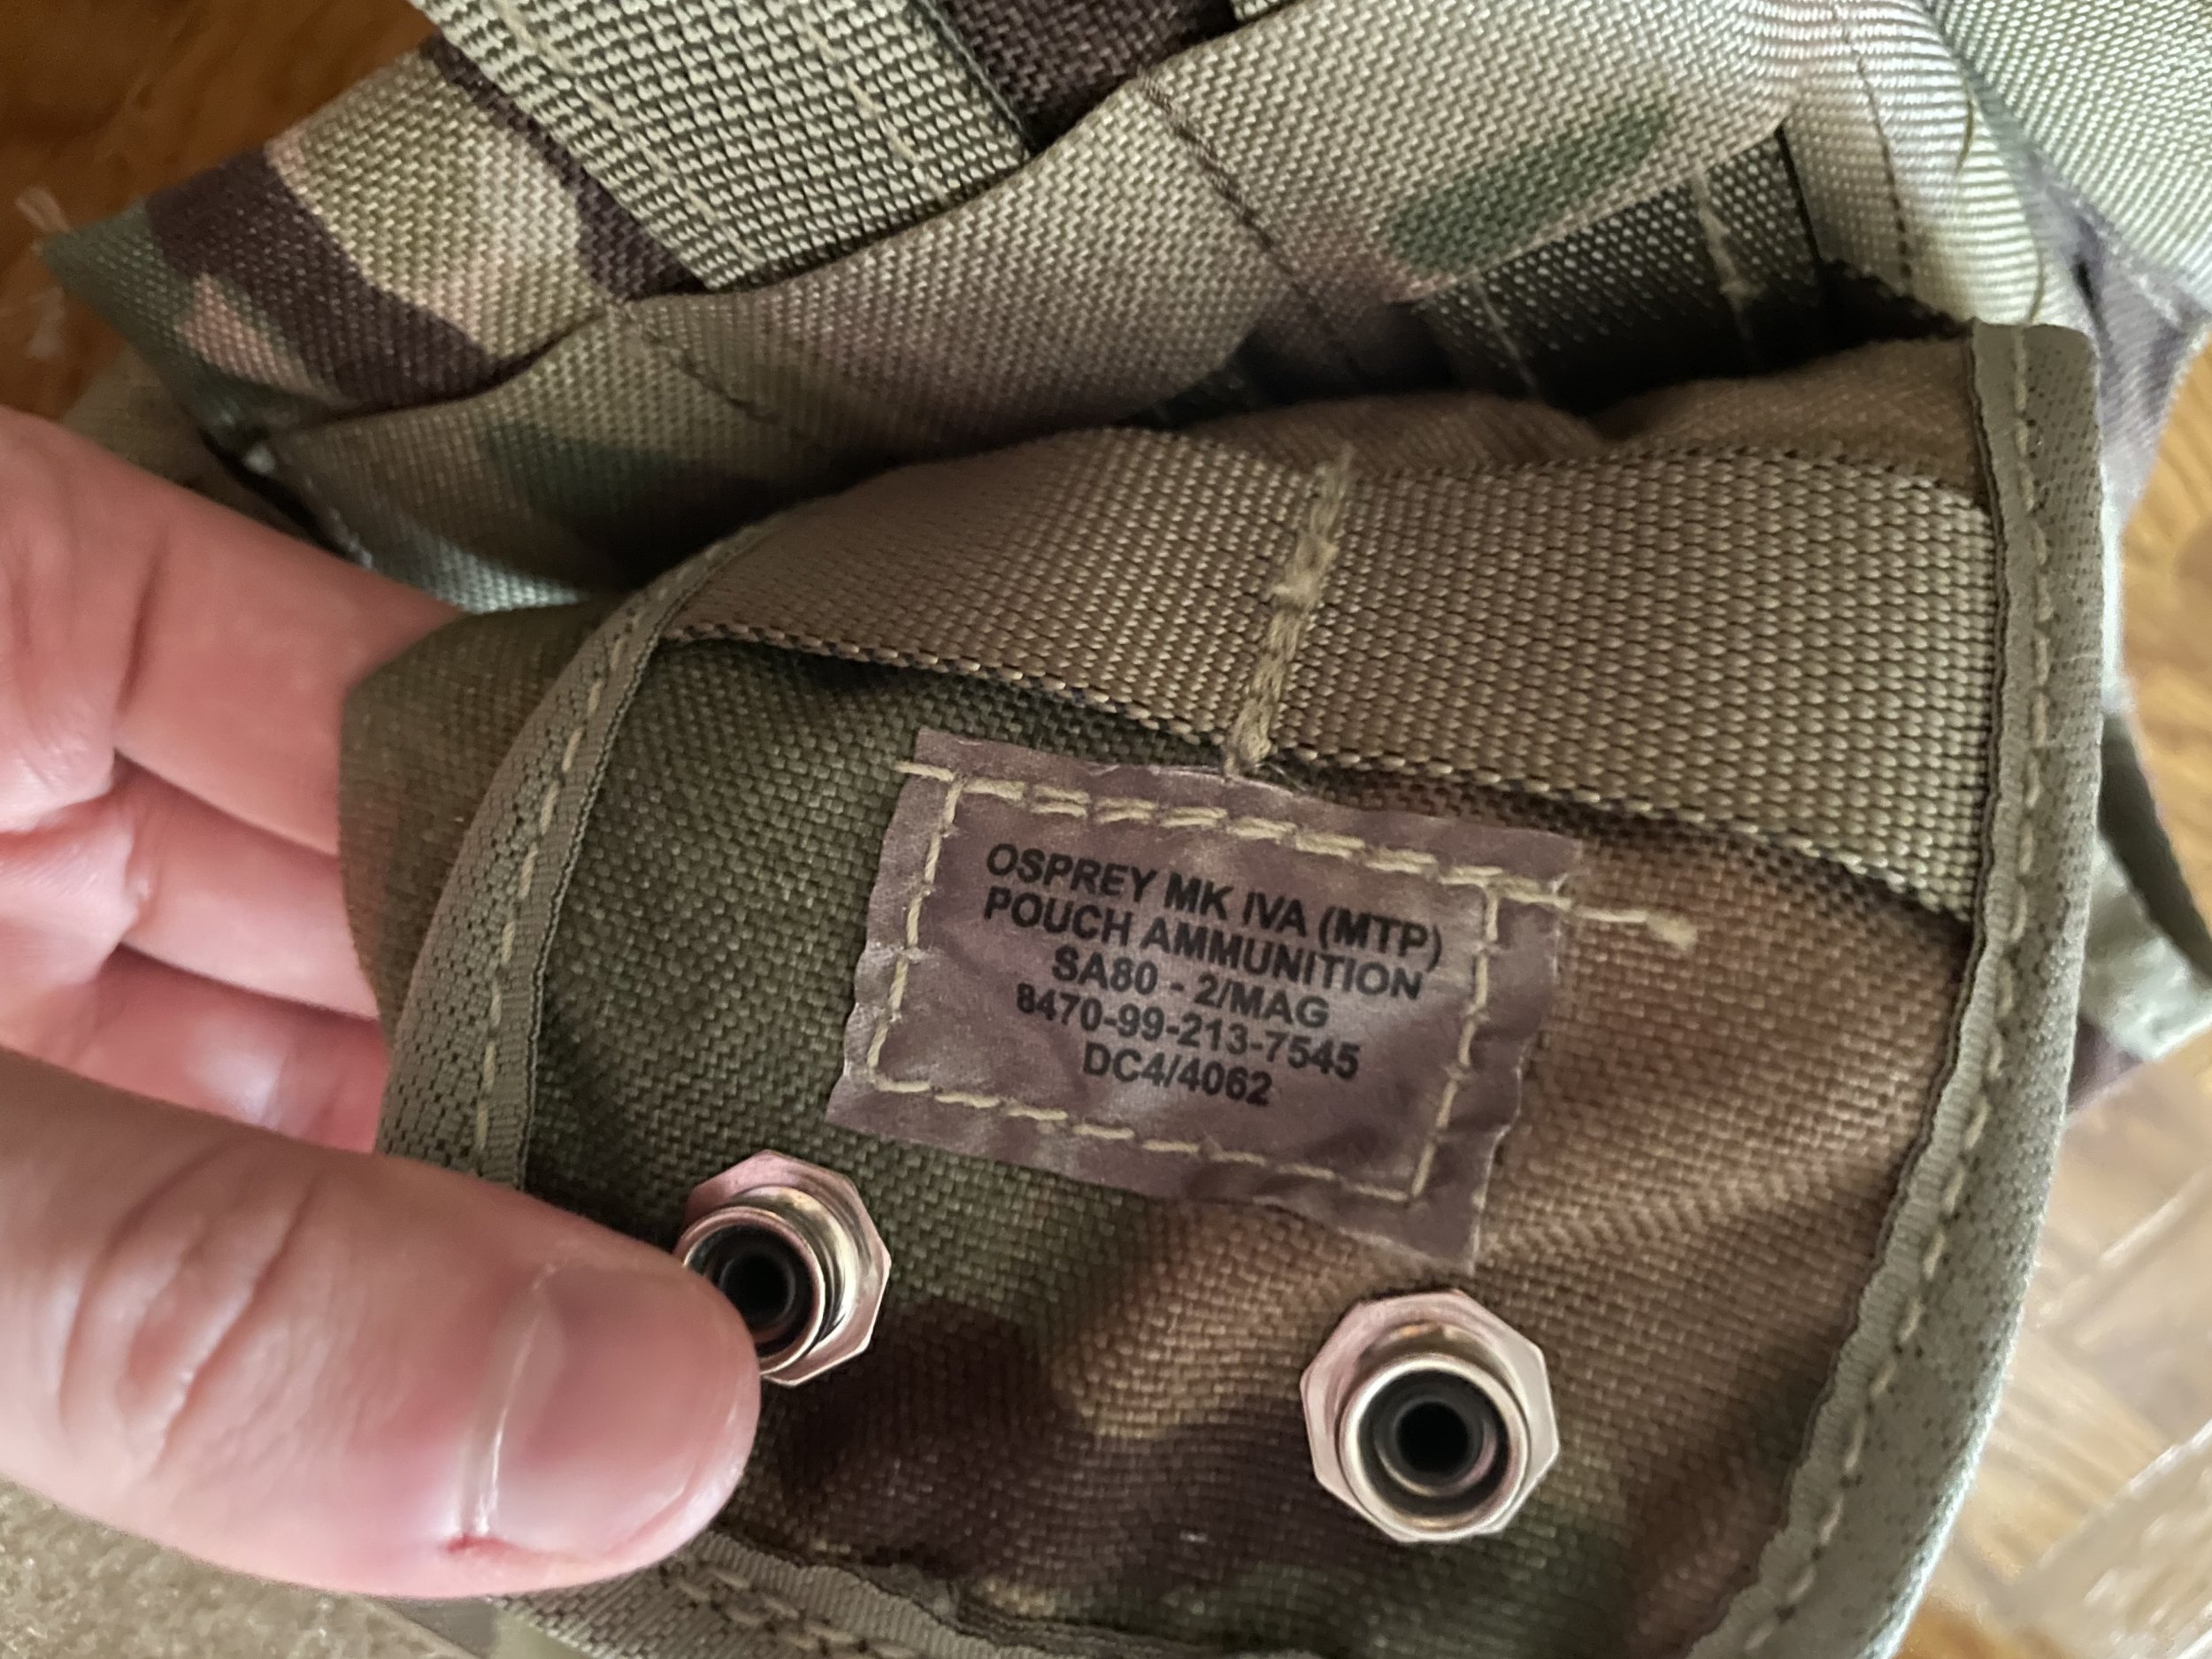 OSPREY MK IVA (MTP)
POUCH AMMUNITION
SA80 - 2/MAG
8470-99-213-7545
DC4/4062